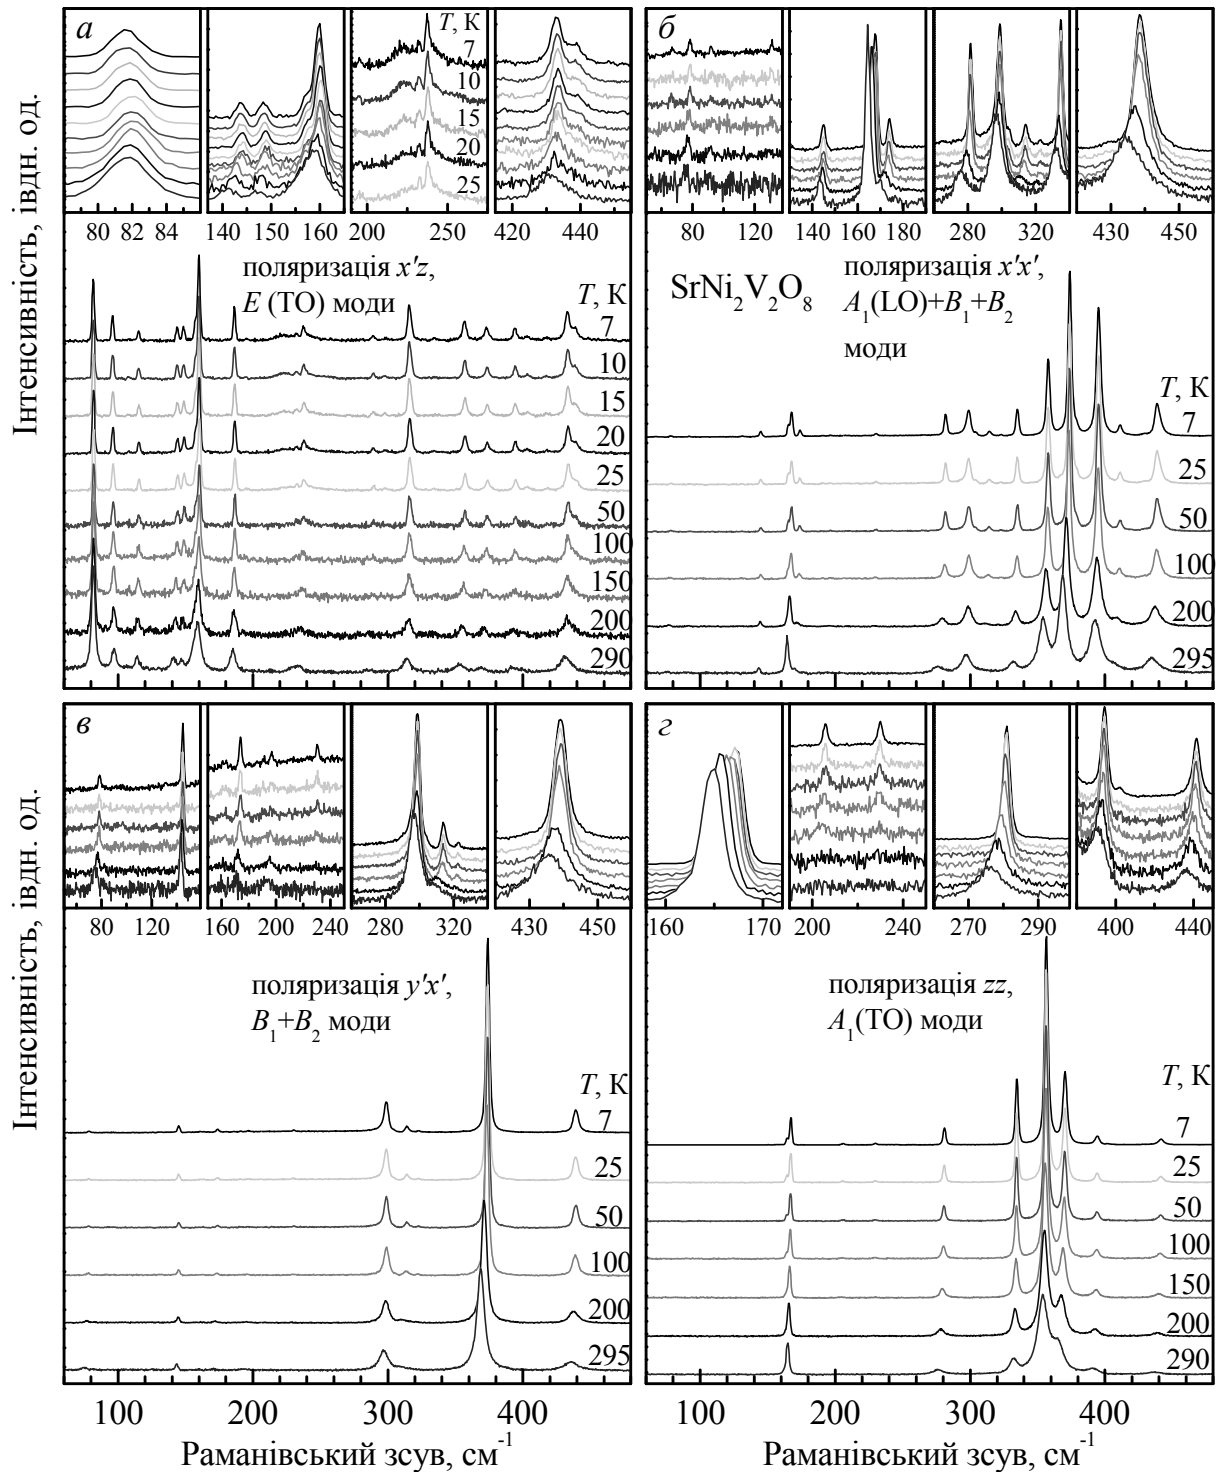 Інтенсивність, івдн. од.
а
T, К
7
10
15
20
25
80 82 84
140 150 160
200 240
420 440
поляризація x′z,
E (TO) моди
T, К
7
10
15
20
25
50
100
150
200
290
б
80 120
140 160 180
280 300 320
430 450
SrNi2V2O8
поляризація x′x′,
A1(LO)+B1+B2
моди
T, К
7
25
50
100
200
295
Інтенсивність, івдн. од.
в
80 120
160 200 240
280 300 320
430 450
поляризація y′x′,
B1+B2 моди
T, К
7
25
50
100
200
295
100 200 300 400
Раманівський зсув, см-1
г
160 170
200 220 240
270 280 290
400 440
поляризація zz,
A1(TO) моди
T, К
7
25
50
100
150
200
290
100 200 300 400
Раманівський зсув, см-1